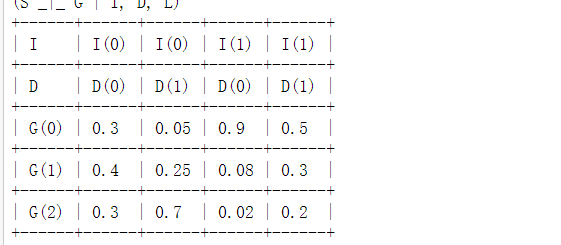 (S _|_ G | I, D, L)
+------+------+------+------+------+
| I    | I(0) | I(0) | I(1) | I(1) |
+------+------+------+------+------+
| D    | D(0) | D(1) | D(0) | D(1) |
+------+------+------+------+------+
| G(0) | 0.3  | 0.05 | 0.9  | 0.5  |
+------+------+------+------+------+
| G(1) | 0.4  | 0.25 | 0.08 | 0.3  |
+------+------+------+------+------+
| G(2) | 0.3  | 0.7  | 0.02 | 0.2  |
+------+------+------+------+------+